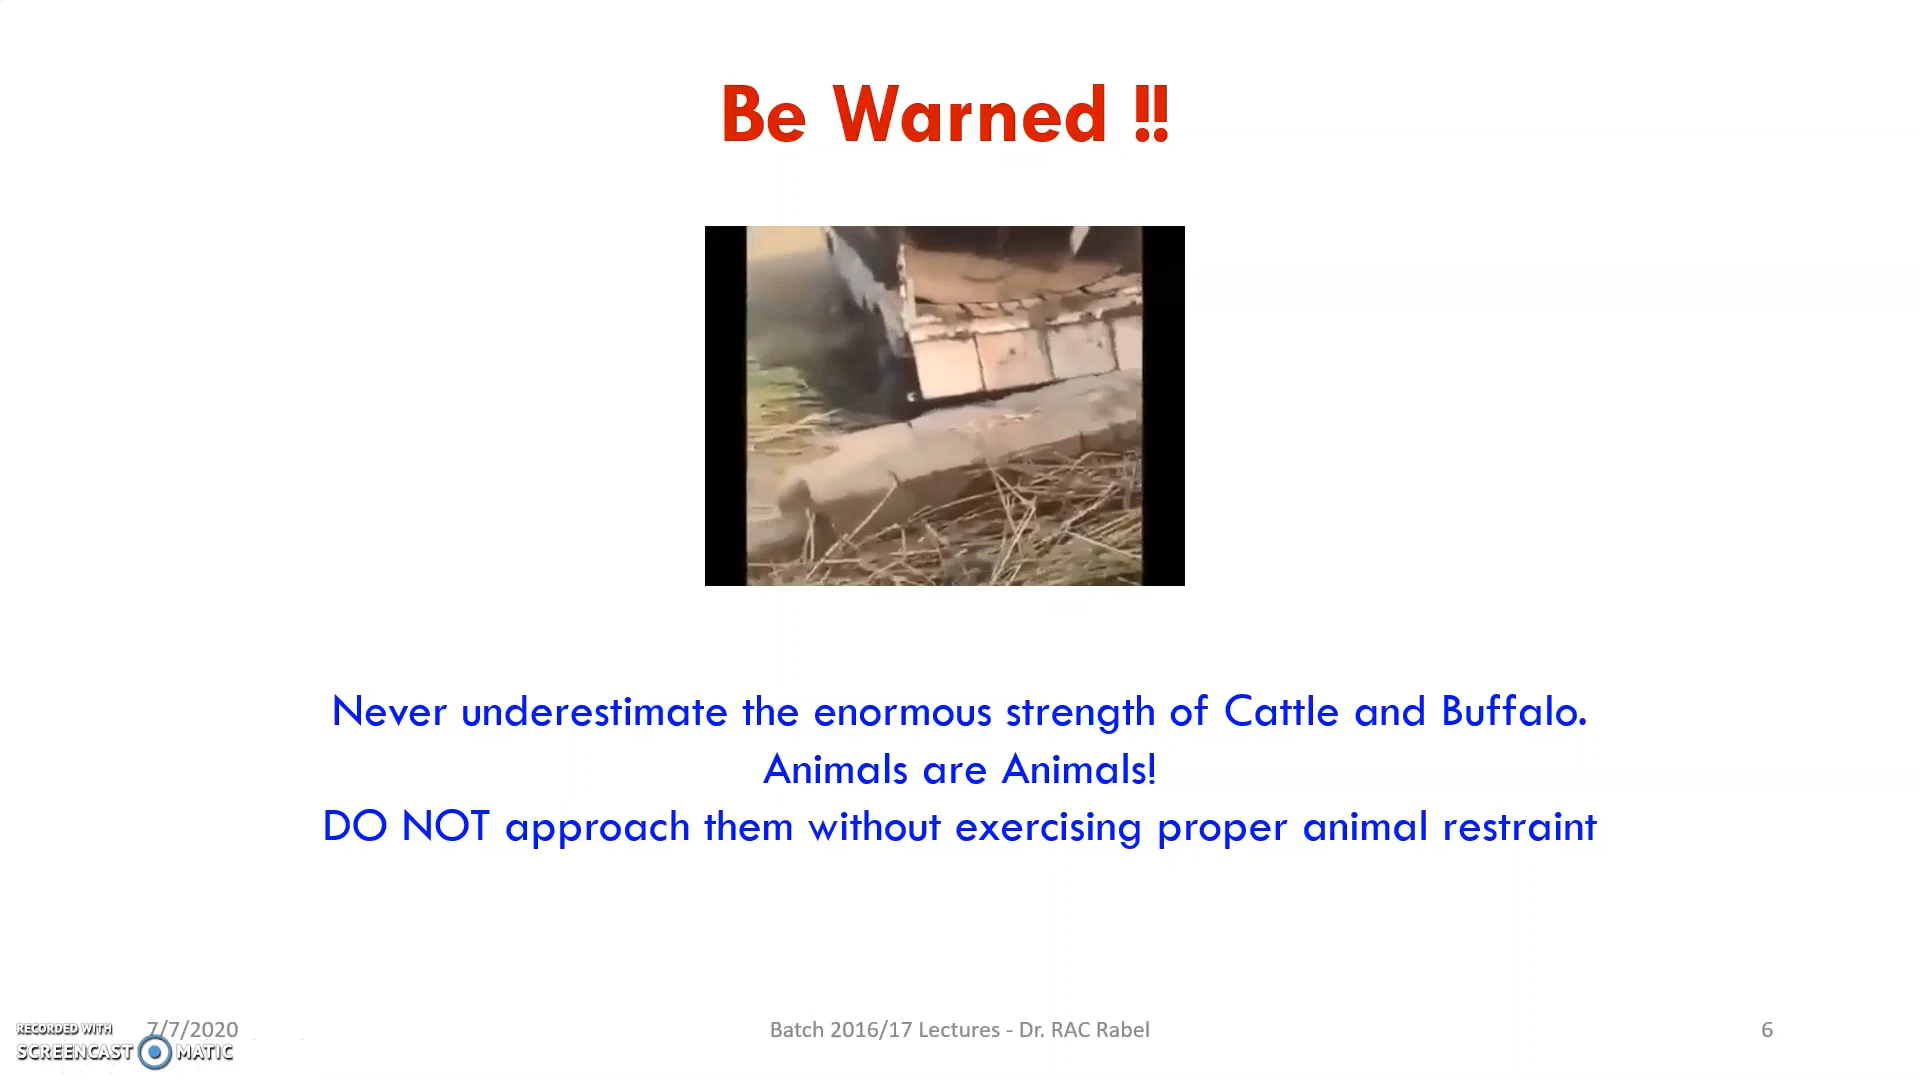 Be Warned !!
Never underestimate the enormous strength of Cattle and Buffalo.
Animals are Animals!
DO NOT approach them without exercising proper animal restraint
RECORDED WITH
SCREENCAST MATIC
7/7/2020
Batch 2016/17 Lectures - Dr. RAC Rabel
6